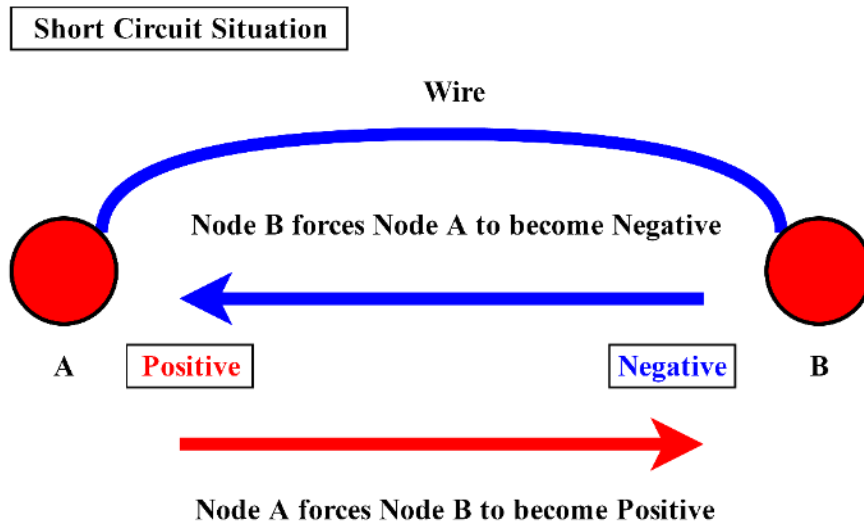 Short Circuit Situation
Wire
Node B forces Node A to become Negative
A
Positive
Negative
B
Node A forces Node B to become Positive